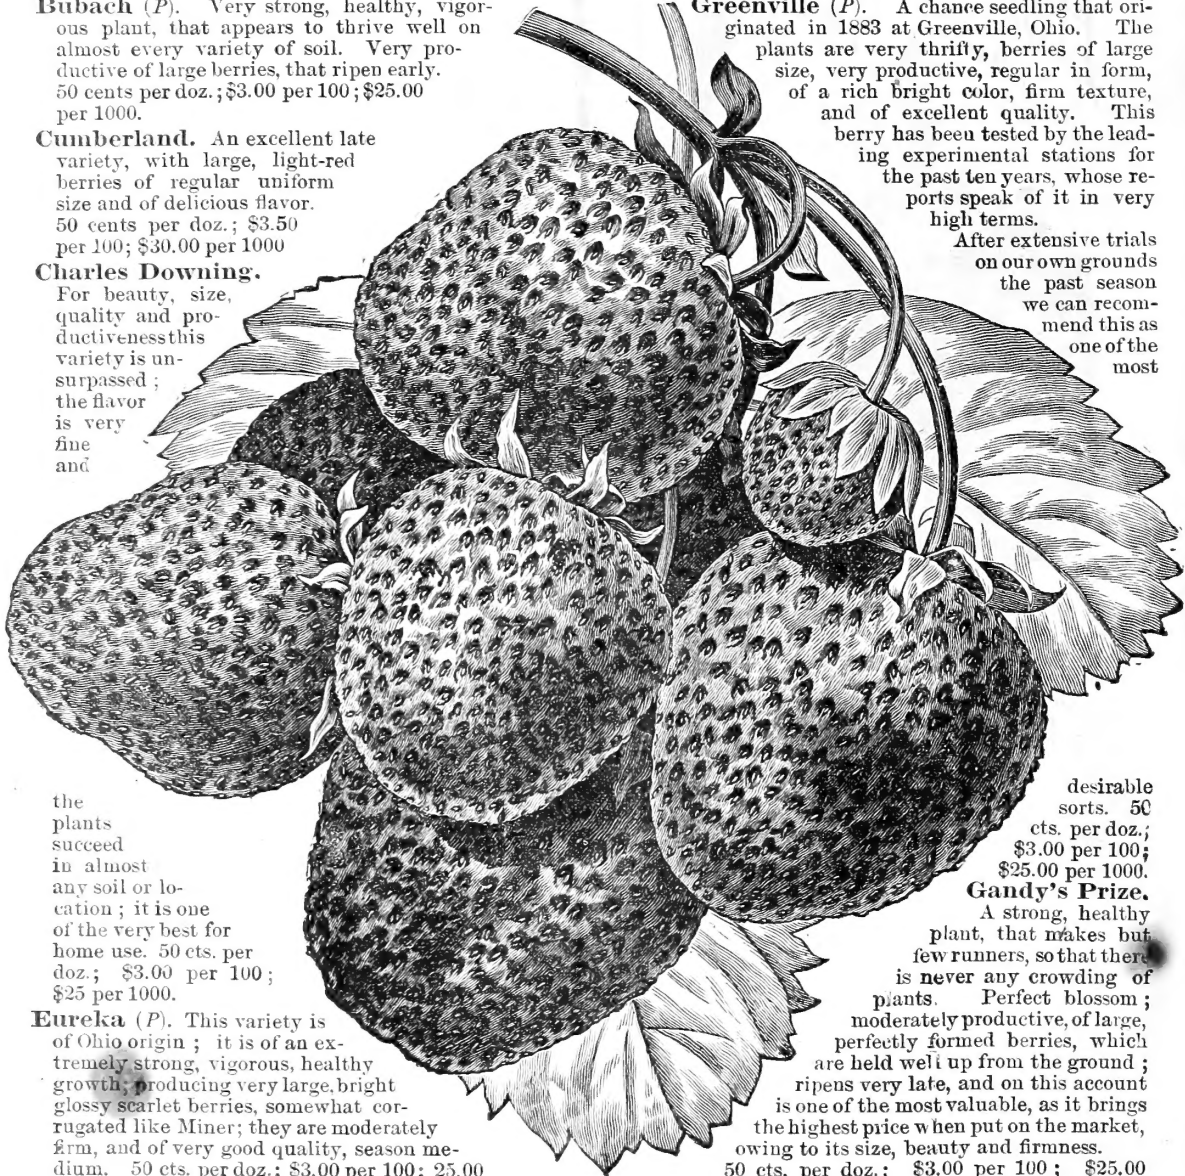 Bubach (P). Very strong, healthy, vigor-
ous plant, that appears to thrive well on
almost every variety of soil. Very pro-
ductive of large berries, that ripen early.
50 cents per doz.; $3.00 per 100; $25.00
per 1000.
Cumberland. An excellent late
variety, with large, light-red
berries of regular uniform
size and of delicious flavor.
50 cents per doz.; $3.50
per 100; $30.00 per 1000
Charles Downing.
For beauty, size,
quality and pro-
ductiveness this
variety is un-
surpassed;
the flavor
is very
fine
and
the
plants
succeed
in almost
any soil or lo-
cation; it is one
of the very best for
home use. 50 cts. per
doz.; $3.00 per 100;
$25 per 1000.
Eureka (P). This variety is
of Ohio origin; it is of an ex-
tremely strong, vigorous, healthy
growth; producing very large, bright
glossy scarlet berries, somewhat cor-
rugated like Miner; they are moderately
firm, and of very good quality, season me-
dium. 50 cts. per doz.; $3.00 per 100; 25.00
Greenville (P). A chance seedling that ori-
ginated in 1883 at Greenville, Ohio. The
plants are very thrifty, berries of large
size, very productive, regular in form,
of a rich bright color, firm texture,
and of excellent quality. This
berry has been tested by the lead-
ing experimental stations for
the past ten years, whose re-
ports speak of it in very
high terms.
After extensive trials
on our own grounds
the past season
we can recom-
mend this as
one of the
most
desirable
sorts. 50
cts. per doz.;
$3.00 per 100;
$25.00 per 1000.
Gandy's Prize.
A strong, healthy
plant, that makes but
few runners, so that there
is never any crowding of
plants. Perfect blossom;
moderately productive, of large,
perfectly formed berries, which
are held well up from the ground;
ripens very late, and on this account
is one of the most valuable, as it brings
the highest price when put on the market,
owing to its size, beauty and firmness.
50 cts. per doz.; $3.00 per 100; $25.00